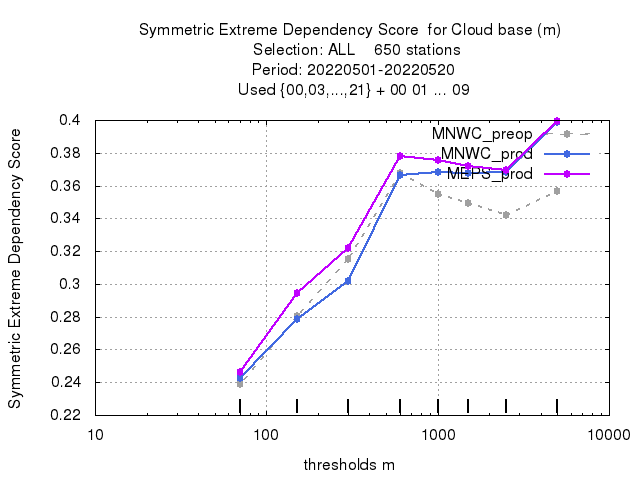 Symmetric Extreme Dependency Score  for Cloud base (m)
Selection: ALL    650 stations
Period: 20220501-20220520
Used {00,03,...,21} + 00 01 ... 09
Symmetric Extreme Dependency Score
0.4
0.38
0.36
0.34
0.32
0.3
0.28
0.26
0.24
0.22
MNWC_preop
MNWC_prod
MEPS_prod
10
100
1000
10000
thresholds m